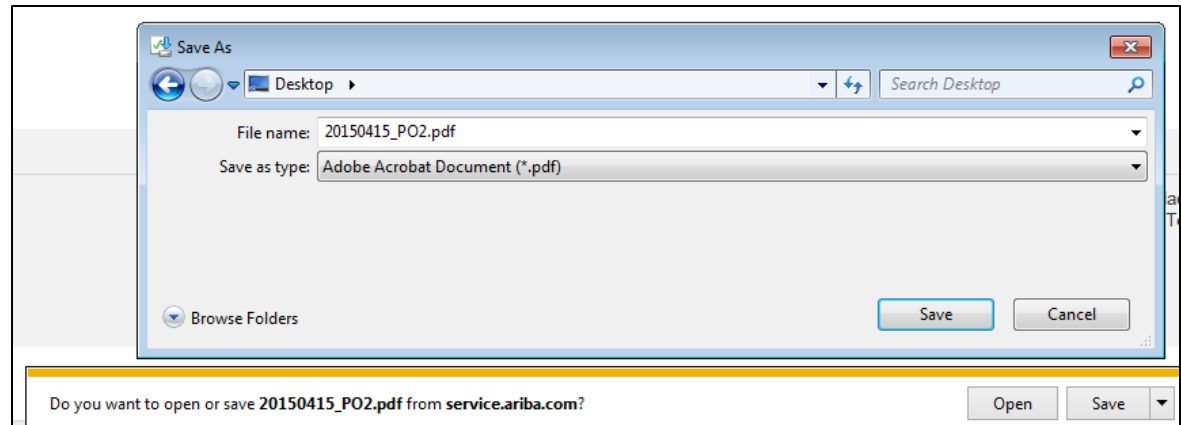 Save As
Desktop
Search Desktop
File name: 20150415_PO2.pdf
Save as type: Adobe Acrobat Document (*.pdf)
Browse Folders
Save Cancel
Do you want to open or save 20150415_PO2.pdf from service.ariba.com?
Open Save